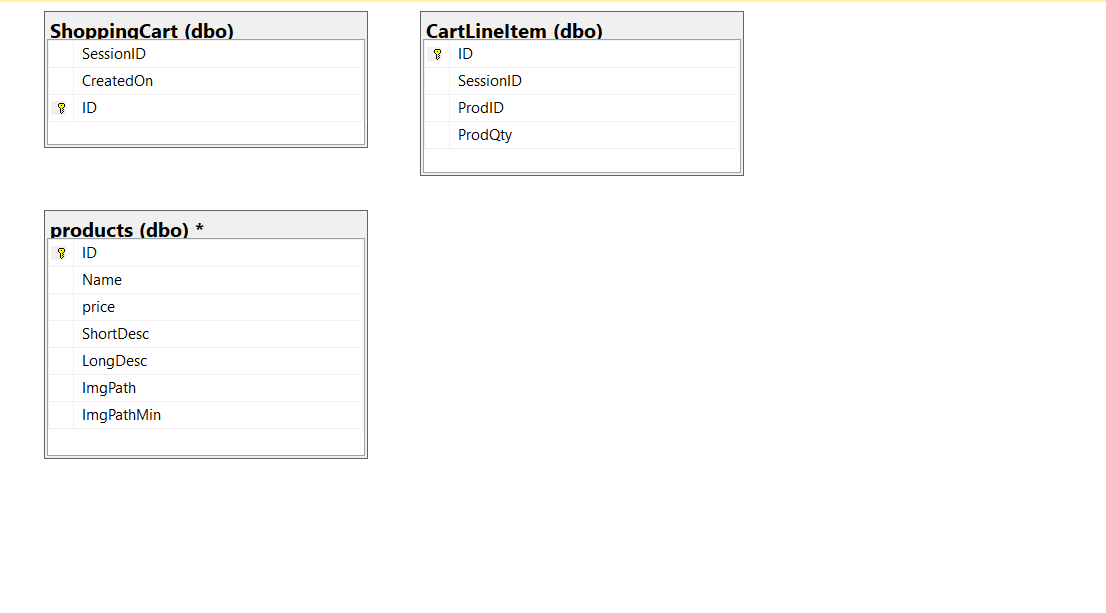 ShoppingCart (dbo)
SessionID
CreatedOn
ID
CartLineItem (dbo)
ID
SessionID
ProdID
ProdQty
products (dbo) *
ID
Name
price
ShortDesc
LongDesc
ImgPath
ImgPathMin